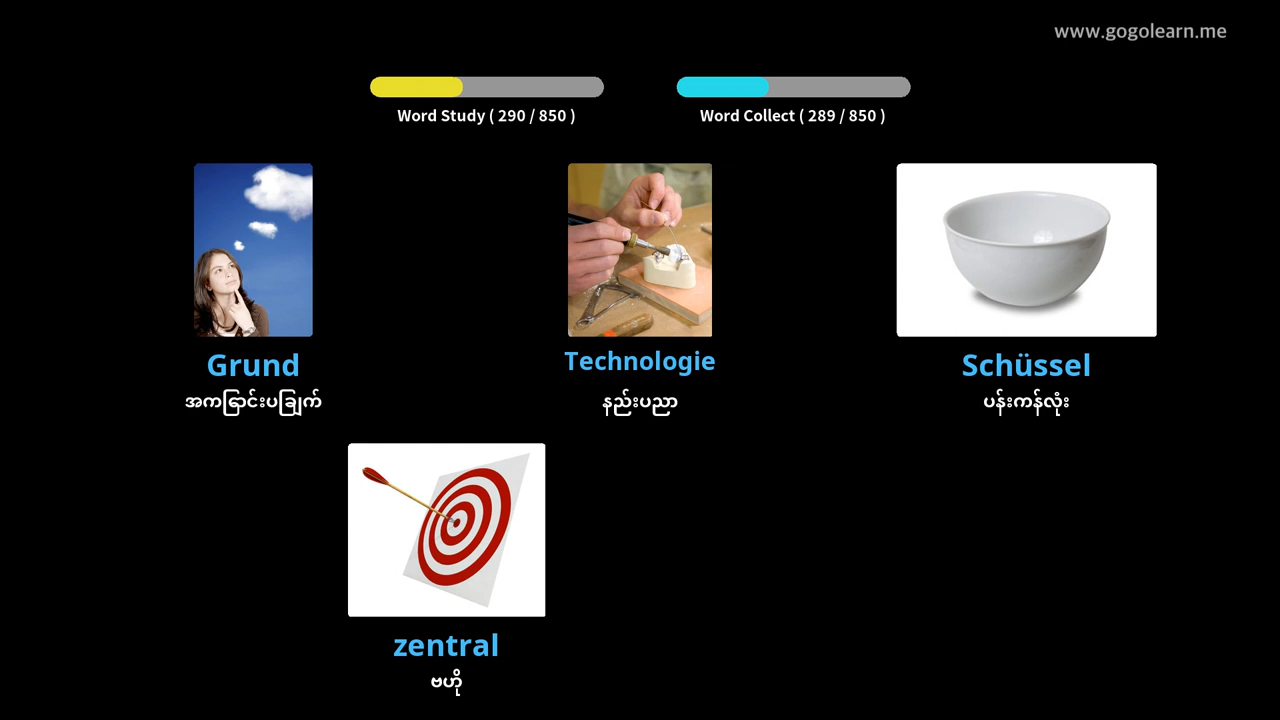 www.gogolearn.me
Word Study ( 290 / 850 )
Word Collect ( 289 / 850 )
Grund
အကြောင်းပြချက်
Technologie
နည်းပညာ
Schüssel
ပန်းကန်လုံး
zentral
ဗဟို